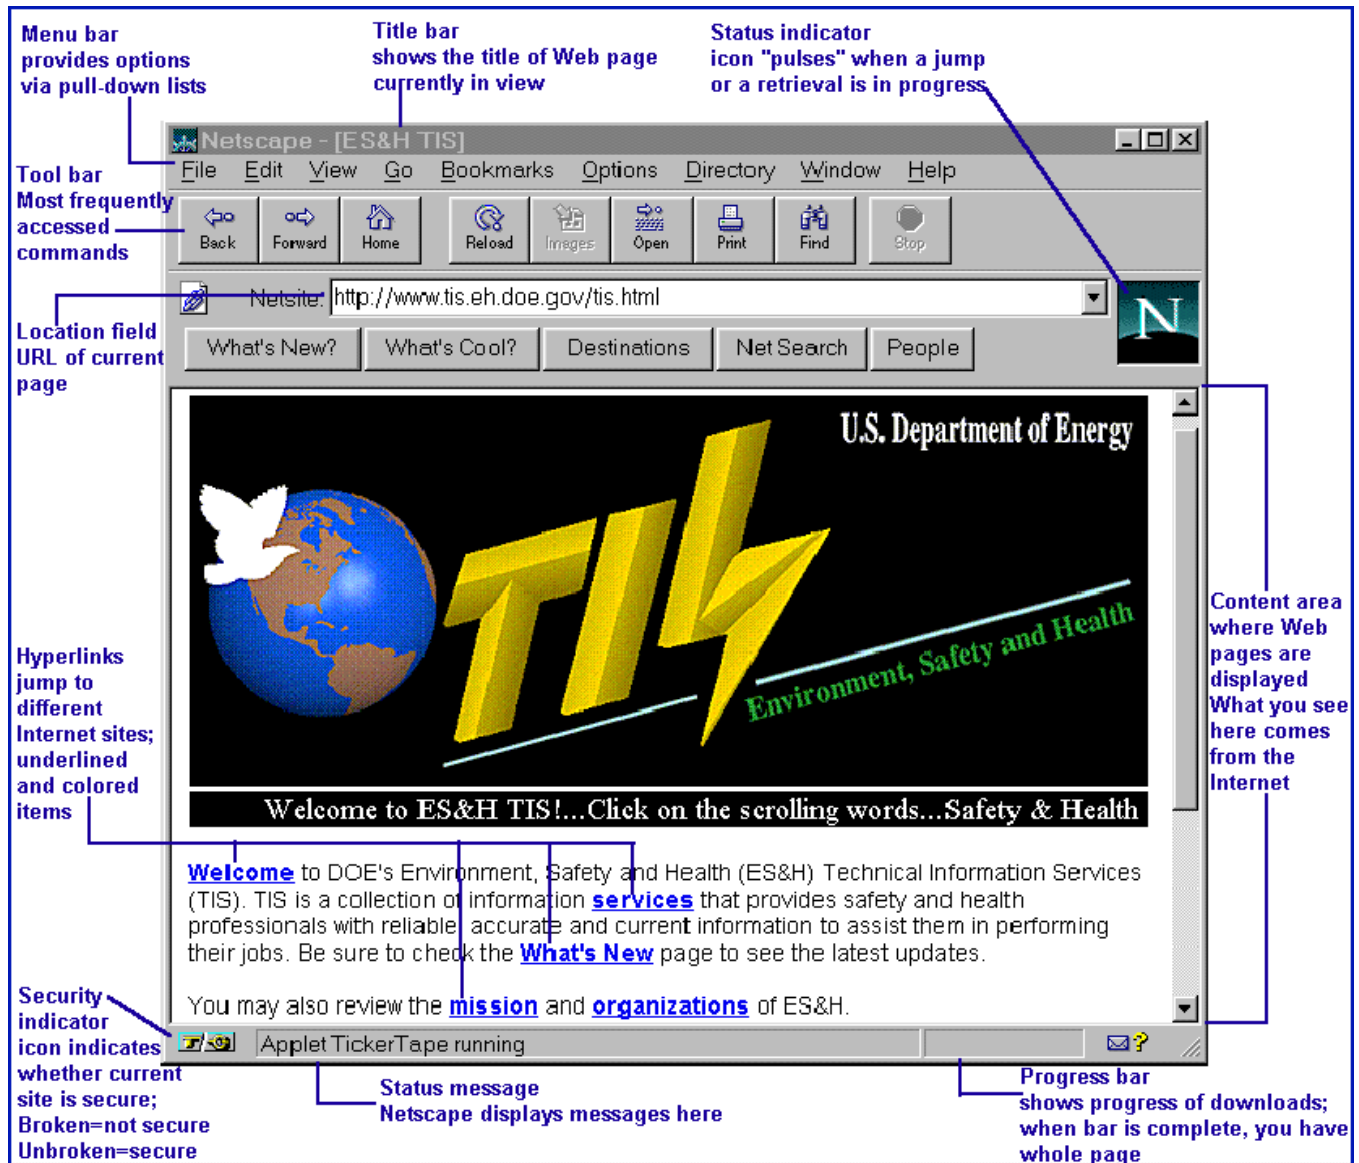 Menu bar
provides options
via pull-down lists
Title bar
shows the title of Web page
currently in view
Status indicator
icon "pulses" when a jump
or a retrieval is in progress
Netscape - [ES&H TIS]
File Edit View Go Bookmarks Options Directory Window Help
Tool bar
Most frequently
accessed
commands
Back Forward Home Reload Images Open Print Find Stop
Netsite: http://www.tis.eh.doe.gov/tis.html
N
Location field
URL of current
page
What's New? What's Cool? Destinations Net Search People
U.S. Department of Energy
TIS
Environment, Safety and Health
Welcome to ES&H TIS!...Click on the scrolling words...Safety & Health
Hyperlinks
jump to
different
Internet sites;
underlined
and colored
items
Content area
where Web
pages are
displayed
What you see
here comes
from the
Internet
Welcome to DOE's Environment, Safety and Health (ES&H) Technical Information Services
(TIS). TIS is a collection of information services that provides safety and health
professionals with reliable, accurate and current information to assist them in performing
their jobs. Be sure to check the What's New page to see the latest updates.
You may also review the mission and organizations of ES&H.
Applet TickerTape running
Security
indicator
icon indicates
whether current
site is secure;
Broken=not secure
Unbroken=secure
Status message
Netscape displays messages here
Progress bar
shows progress of downloads;
when bar is complete, you have
whole page